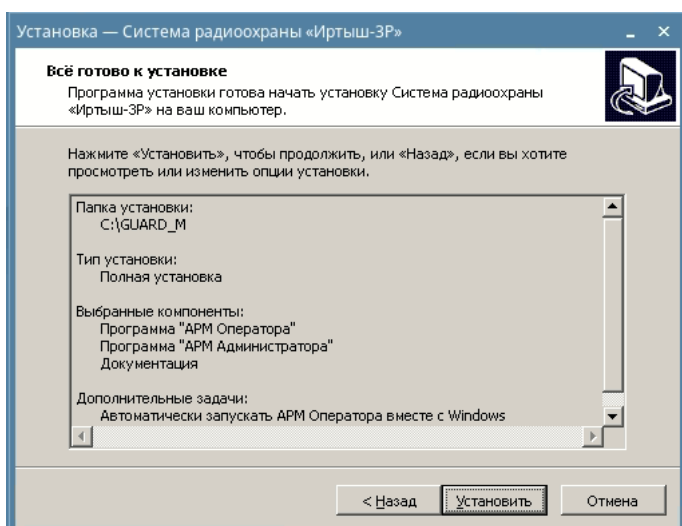 Установка — Система радиоохраны «Иртыш-3Р»
Всё готово к установке
Программа установки готова начать установку Система радиоохраны
«Иртыш-3Р» на ваш компьютер.
Нажмите «Установить», чтобы продолжить, или «Назад», если вы хотите
просмотреть или изменить опции установки.
Папка установки:
C:\GUARD_M
Тип установки:
Полная установка
Выбранные компоненты:
Программа "АРМ Оператора"
Программа "АРМ Администратора"
Документация
Дополнительные задачи:
Автоматически запускать АРМ Оператора вместе с Windows
< Назад
Установить
Отмена